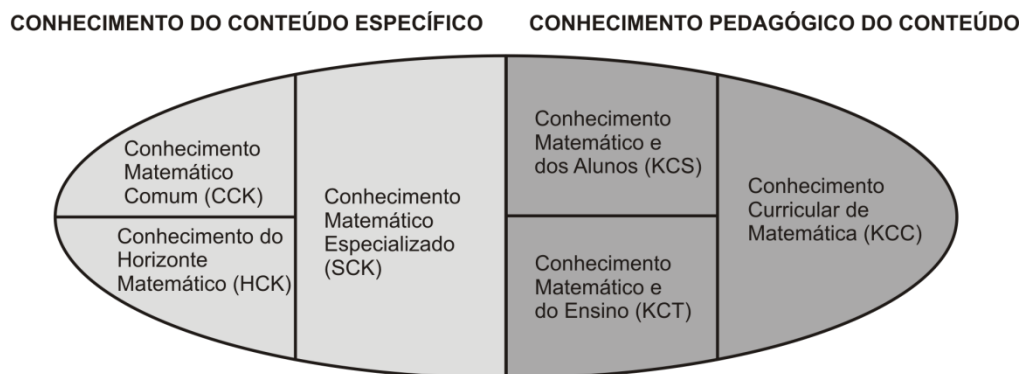 CONHECIMENTO DO CONTEÚDO ESPECÍFICO
CONHECIMENTO PEDAGÓGICO DO CONTEÚDO
Conhecimento
Matemático
Comum (CCK)
Conhecimento do
Horizonte
Matemático (HCK)
Conhecimento
Matemático
Especializado
(SCK)
Conhecimento
Matemático e
dos Alunos (KCS)
Conhecimento
Matemático e
do Ensino (KCT)
Conhecimento
Curricular de
Matemática (KCC)